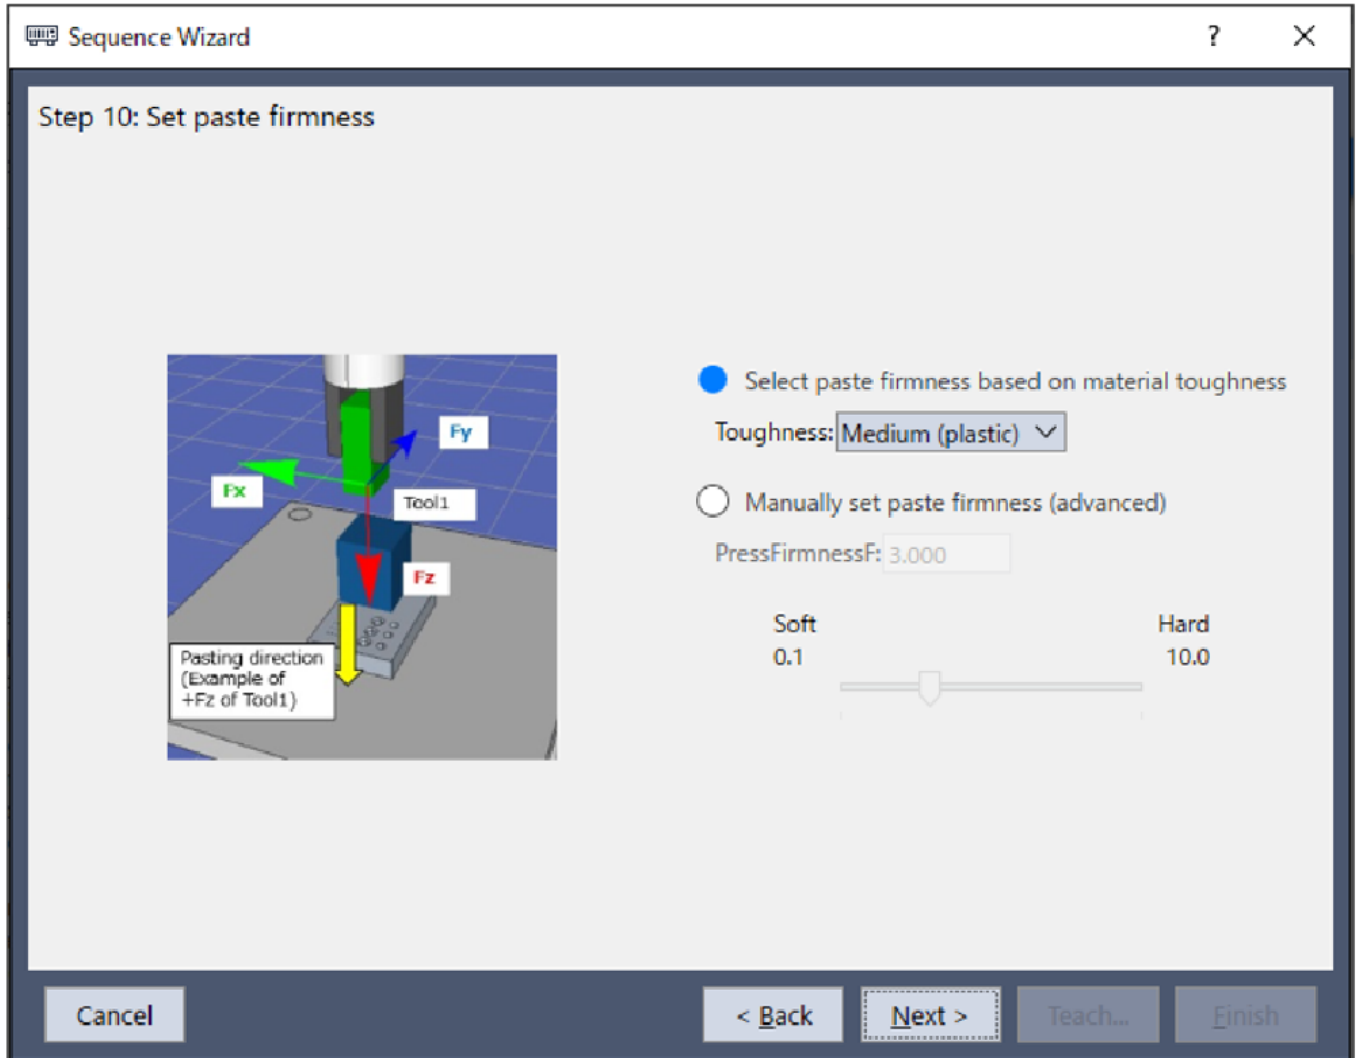 Sequence Wizard
?
Step 10: Set paste firmness
Fy
Fx
Tool1
Fz
Pasting direction
(Example of
+Fz of Tool1)
Select paste firmness based on material toughness
Toughness: Medium (plastic)
Manually set paste firmness (advanced)
PressFirmnessF: 3.000
Soft Hard
0.1 10.0
Cancel < Back Next > Teach... Finish